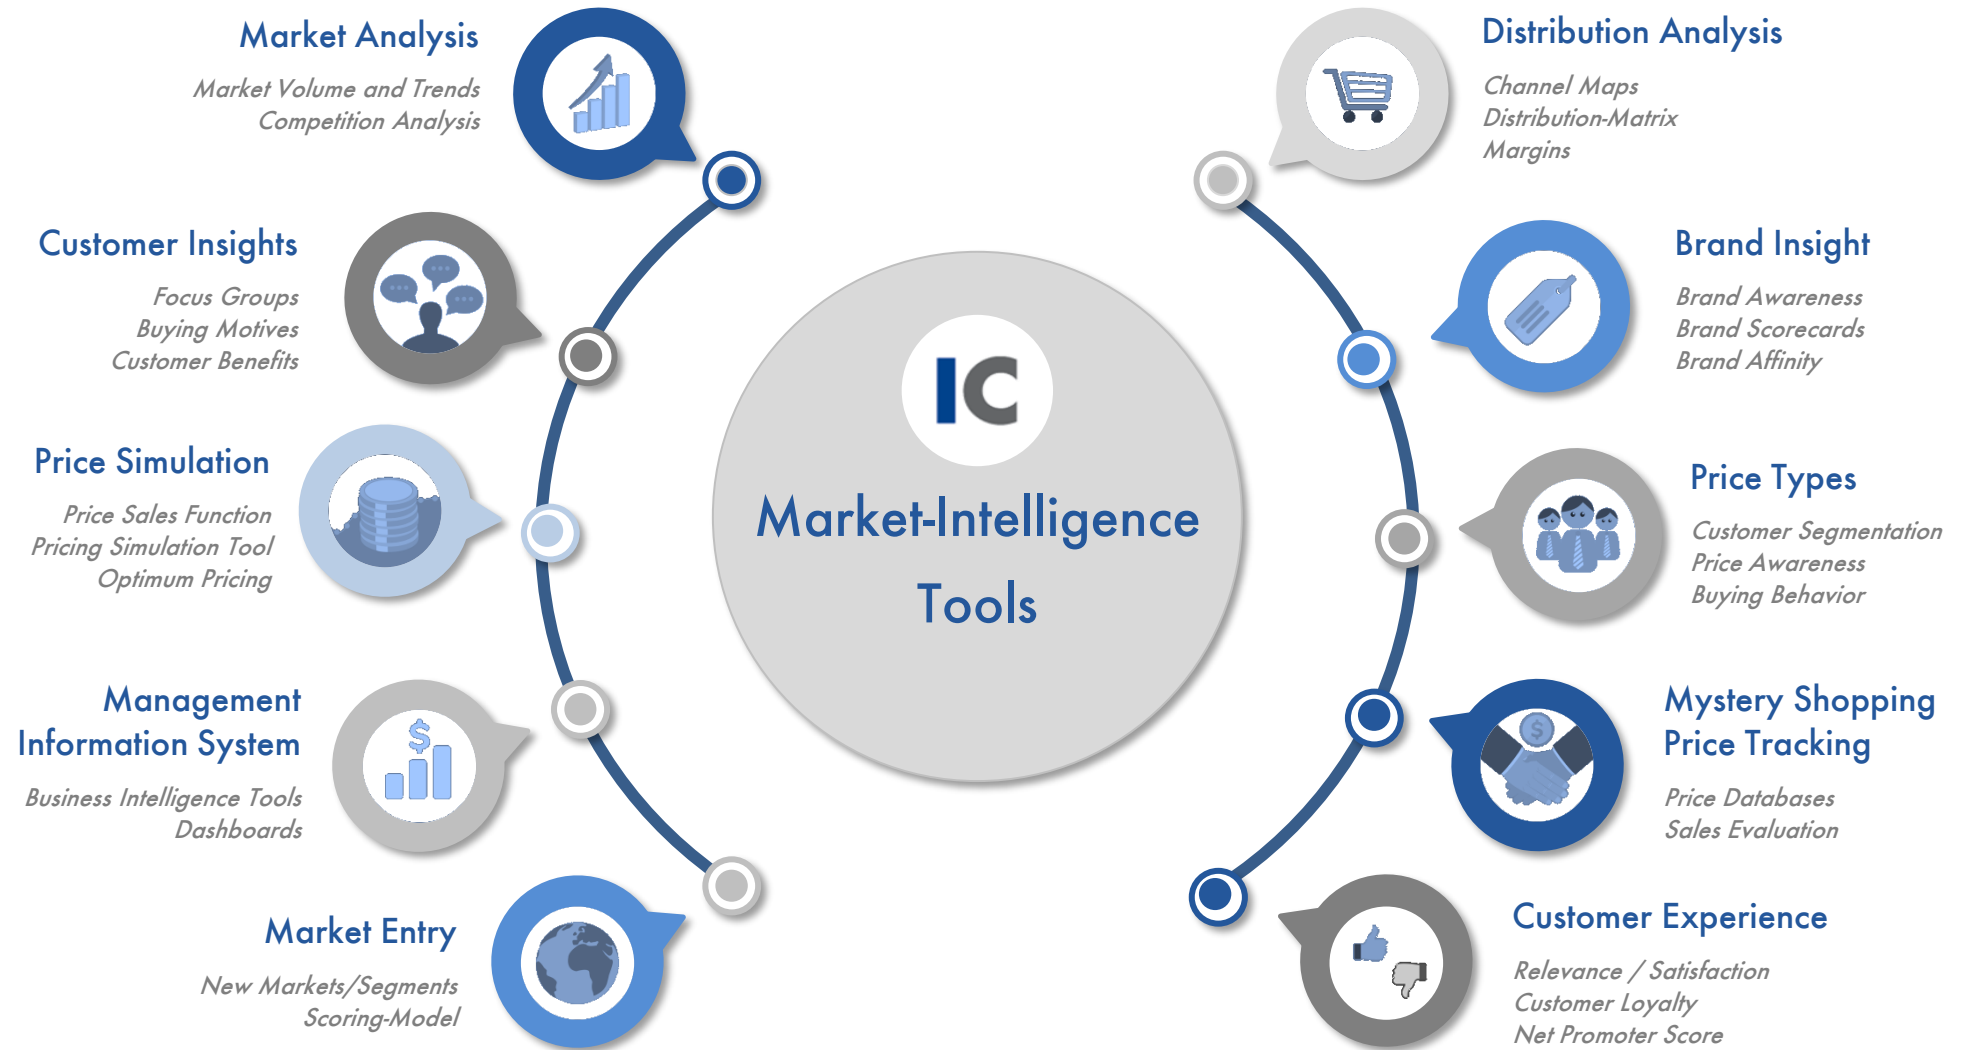 Market Analysis
Market Volume and Trends
Competition Analysis
Customer Insights
Focus Groups
Buying Motives
Customer Benefits
Price Simulation
Price Sales Function
Pricing Simulation Tool
Optimum Pricing
Management
Information System
Business Intelligence Tools
Dashboards
$
Market Entry
New Markets/Segments
Scoring-Model
IC
Market-Intelligence
Tools
Distribution Analysis
Channel Maps
Distribution-Matrix
Margins
Brand Insight
Brand Awareness
Brand Scorecards
Brand Affinity
Price Types
Customer Segmentation
Price Awareness
Buying Behavior
Mystery Shopping
Price Tracking
$
Price Databases
Sales Evaluation
Customer Experience
Relevance / Satisfaction
Customer Loyalty
Net Promoter Score